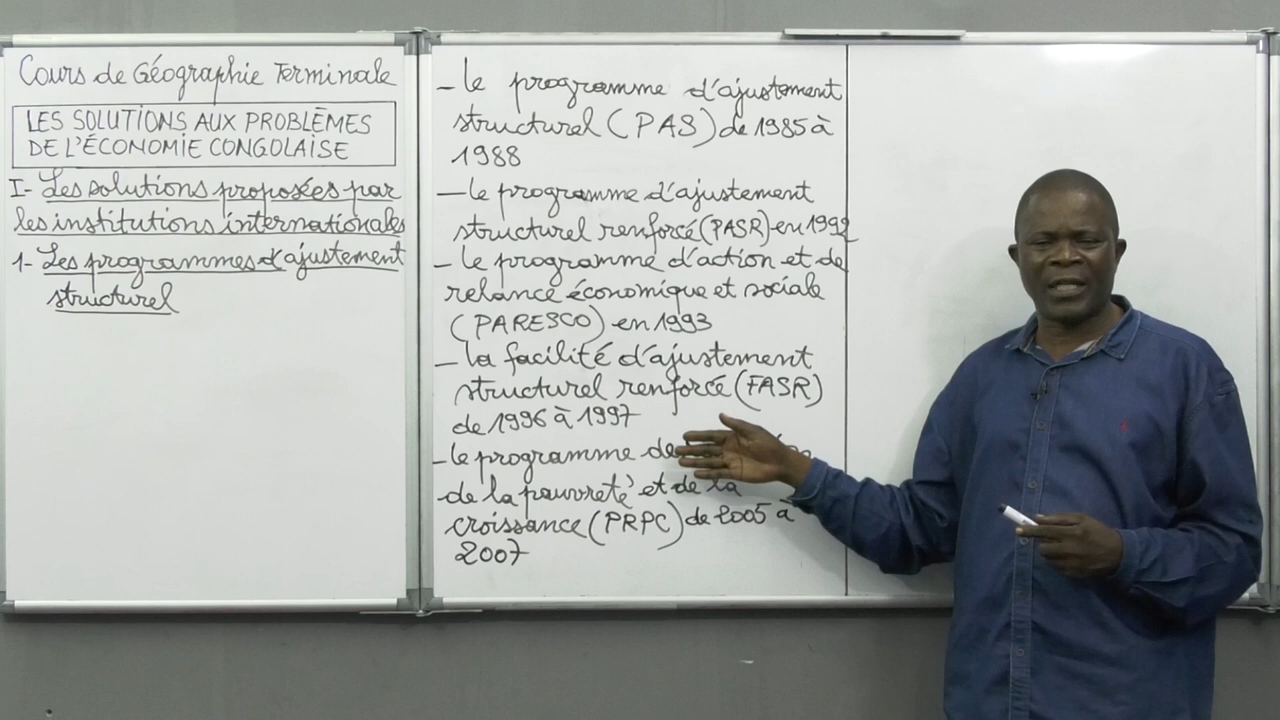 Cours de Géographie Terminale
LES SOLUTIONS AUX PROBLÈMES
DE L'ÉCONOMIE CONGOLAISE
I- Les solutions proposées par
les institutions internationales
1- Les programmes d'ajustement
structurel
- le programme d'ajustement
structurel (PAS) de 1985 à
1988
- le programme d'ajustement
structurel renforcé (PASR) en 1992
- le programme d'action et de
relance économique et sociale
(PARESCO) en 1993
- la facilité d'ajustement
structurel renforcé (FASR)
de 1996 à 1997
- le programme de
de la pauvreté et de la
croissance (PRPC) de 2005 à
2007